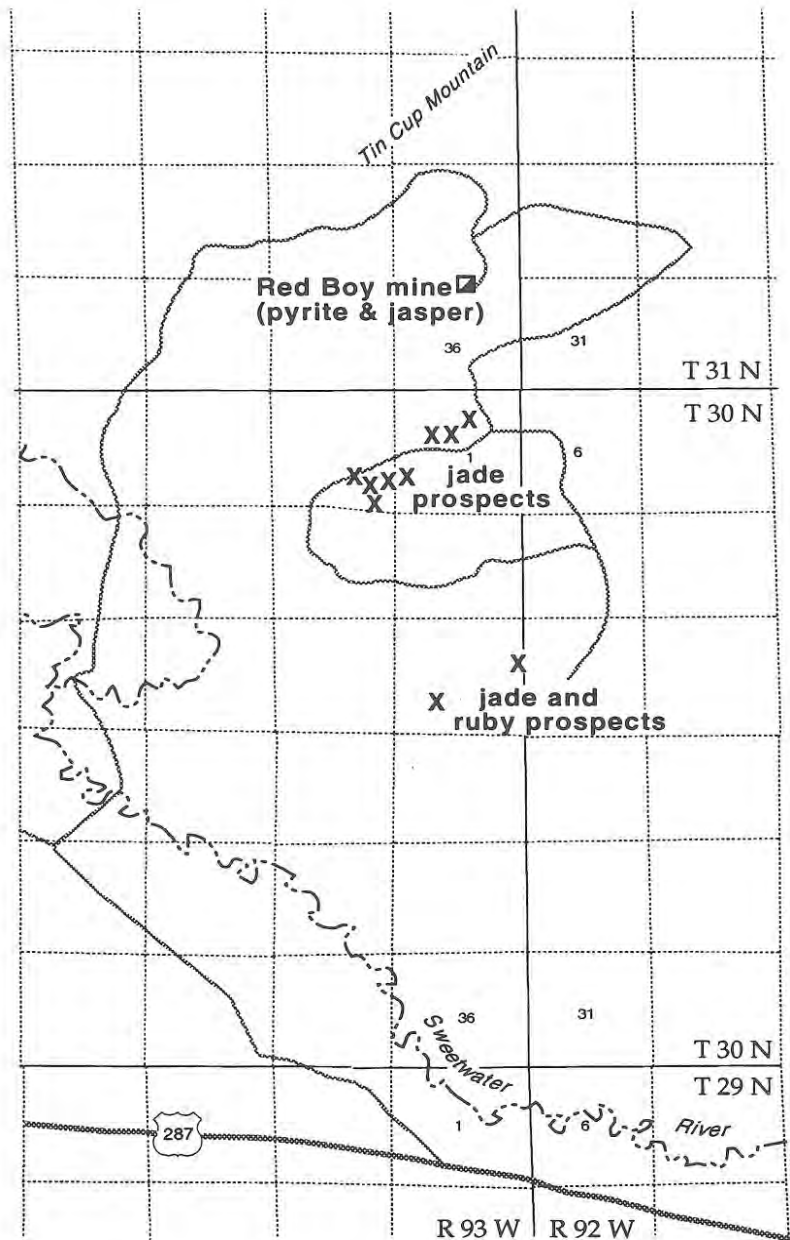 Tin Cup Mountain
Red Boy mine
(pyrite & jasper)
36
31
T 31 N
T 30 N
X
X X
1
6
X X X X
X
jade
prospects
X
X
jade and
ruby prospects
36
31
Sweetwater
River
T 30 N
T 29 N
1
6
287
R 93 W
R 92 W